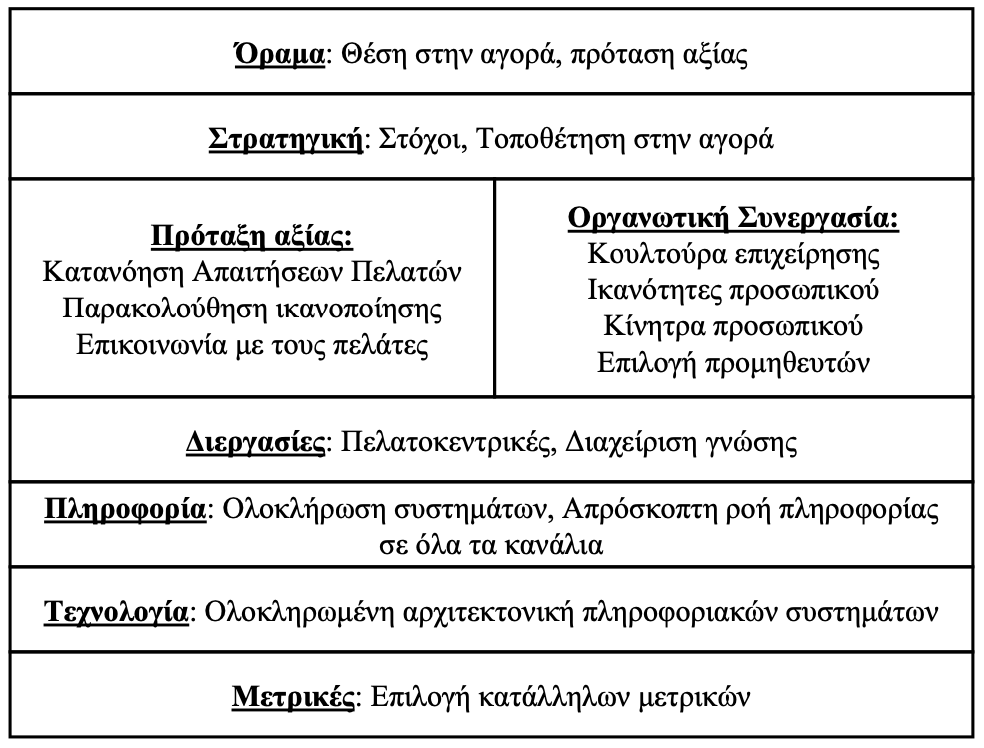 Όραμα: Θέση στην αγορά, πρόταση αξίας
Στρατηγική: Στόχοι, Τοποθέτηση στην αγορά
Πρόταξη αξίας:
Κατανόηση Απαιτήσεων Πελατών
Παρακολούθηση ικανοποίησης
Επικοινωνία με τους πελάτες
Οργανωτική Συνεργασία:
Κουλτούρα επιχείρησης
Ικανότητες προσωπικού
Κίνητρα προσωπικού
Επιλογή προμηθευτών
Διεργασίες: Πελατοκεντρικές, Διαχείριση γνώσης
Πληροφορία: Ολοκλήρωση συστημάτων, Απρόσκοπτη ροή πληροφορίας
σε όλα τα κανάλια
Τεχνολογία: Ολοκληρωμένη αρχιτεκτονική πληροφοριακών συστημάτων
Μετρικές: Επιλογή κατάλληλων μετρικών